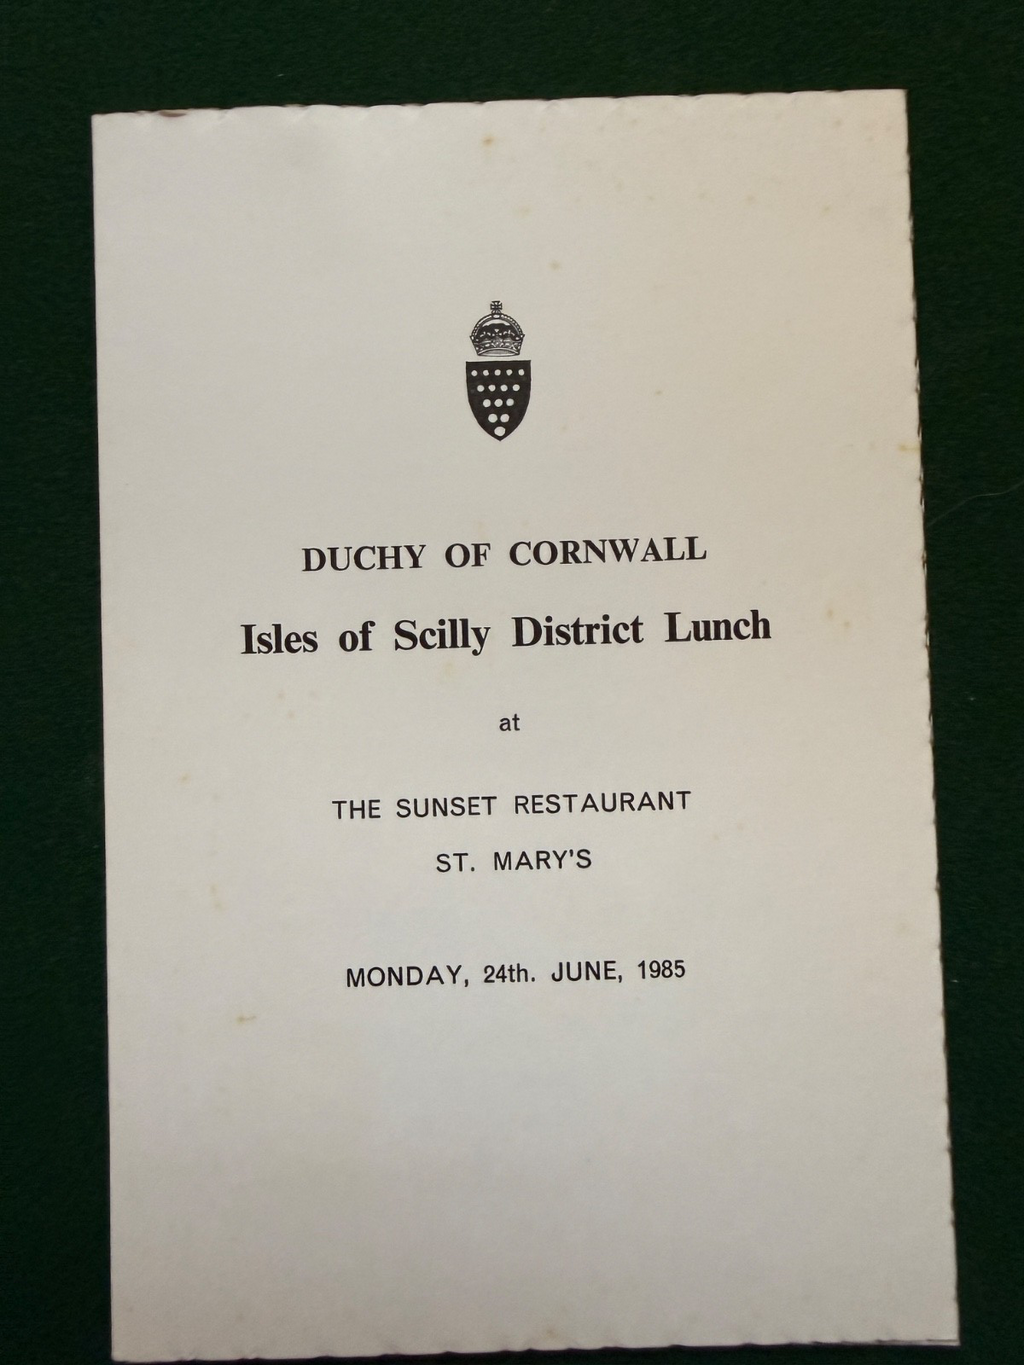 DUCHY OF CORNWALL
Isles of Scilly District Lunch
at
THE SUNSET RESTAURANT
ST. MARY'S
MONDAY, 24th. JUNE, 1985